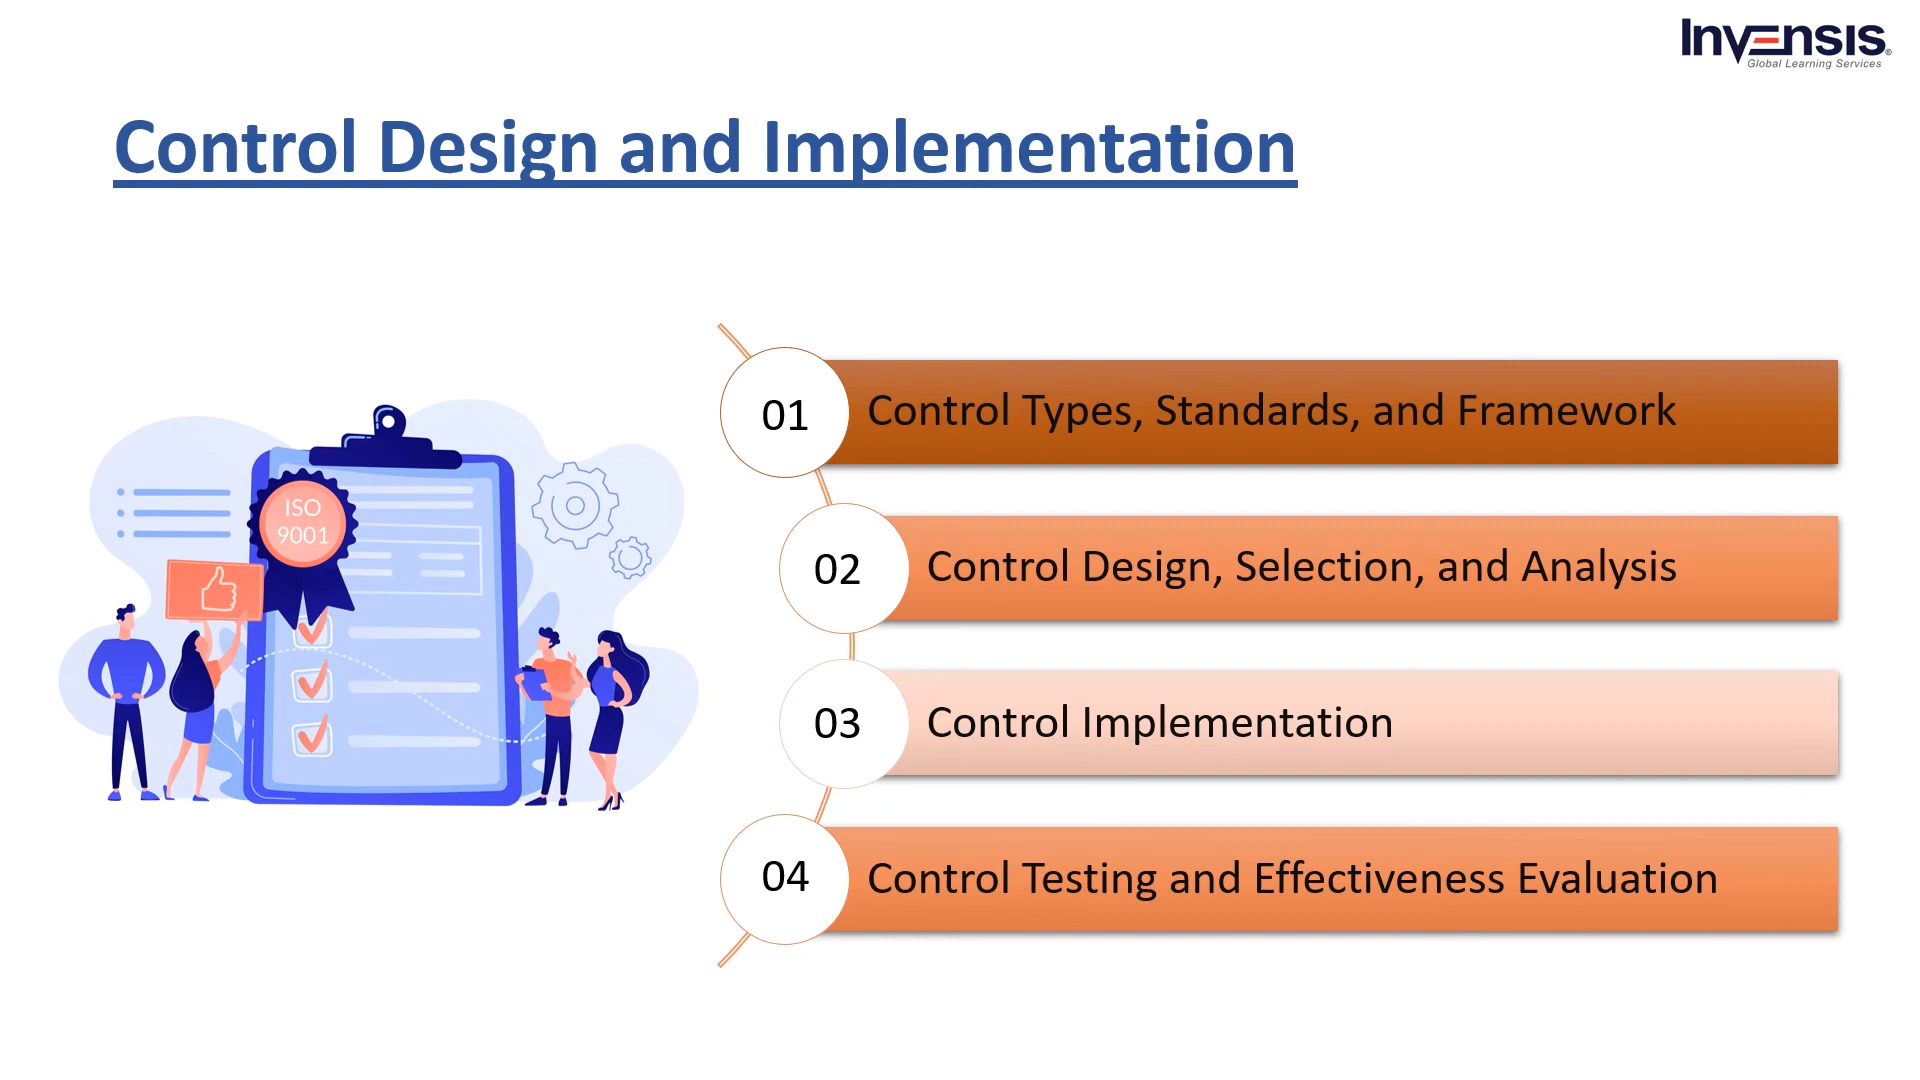 Invensis®
Global Learning Services
Control Design and Implementation
ISO
9001
01
Control Types, Standards, and Framework
02
Control Design, Selection, and Analysis
03
Control Implementation
04
Control Testing and Effectiveness Evaluation